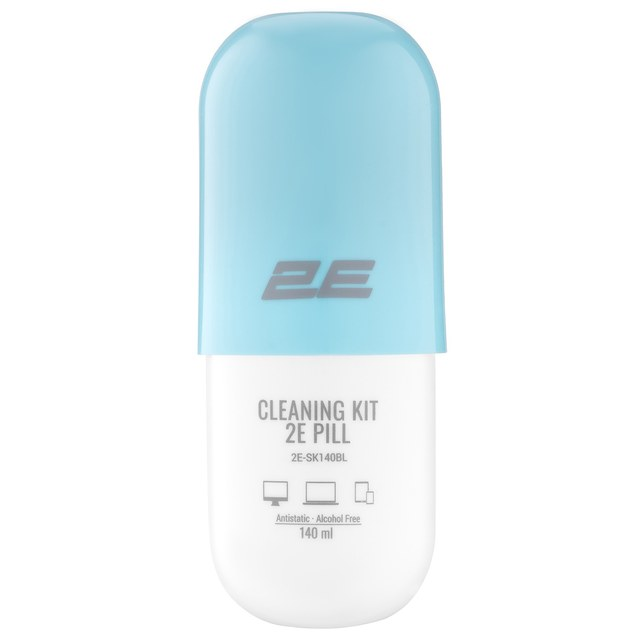 2E
CLEANING KIT
2E PILL
2E-SK140BL
Antistatic · Alcohol Free
140 ml